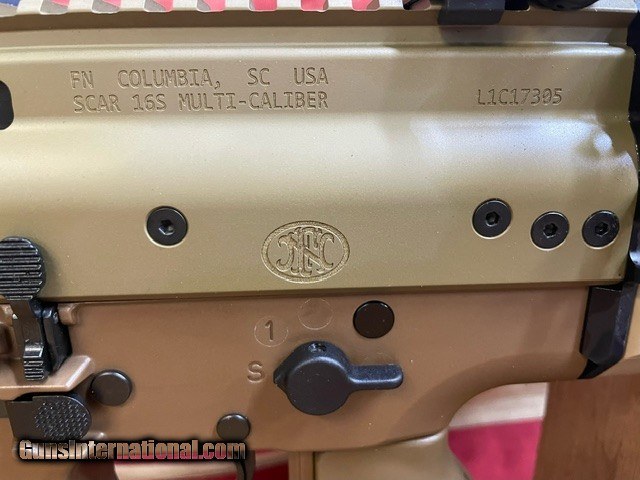 FN COLUMBIA, SC USA
SCAR 16S MULTI-CALIBER
L1C17305
FN
1
S
GunsInternational.com